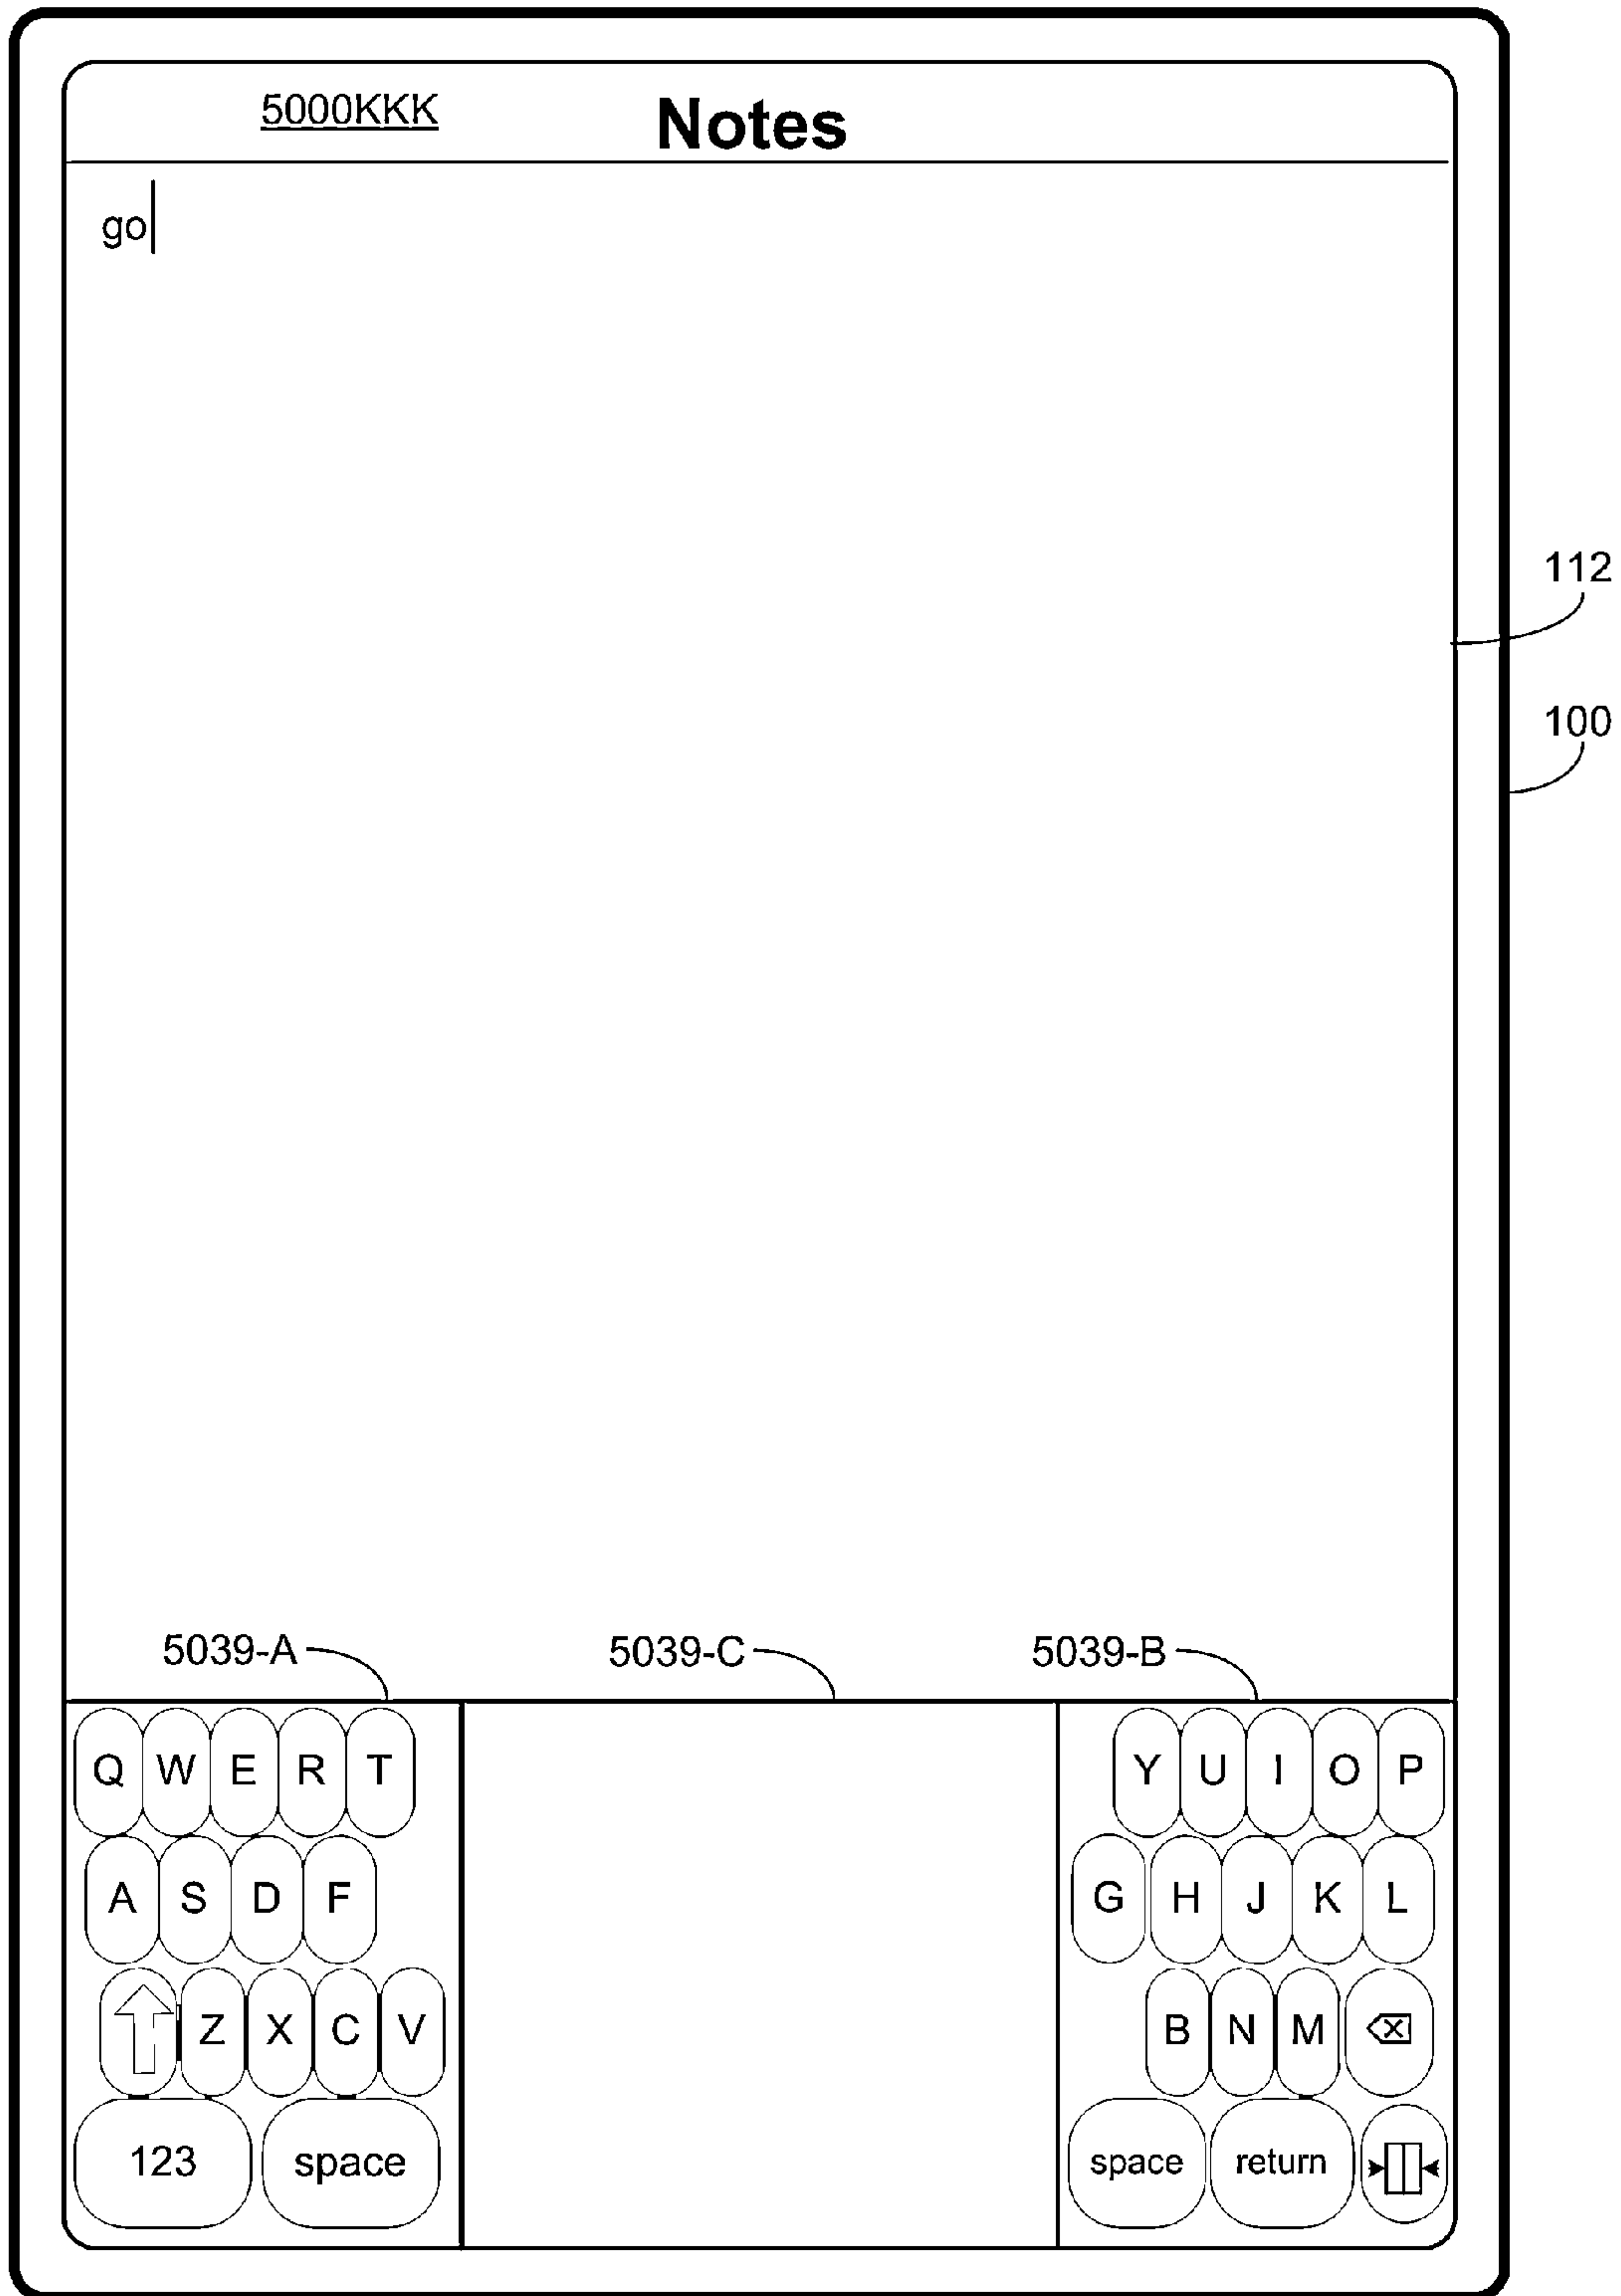 5000KKK Notes
go
112
100
5039-A 5039-C 5039-B
Q W E R T Y U I O P
A S D F G H J K L
Z X C V B N M
123 space space return